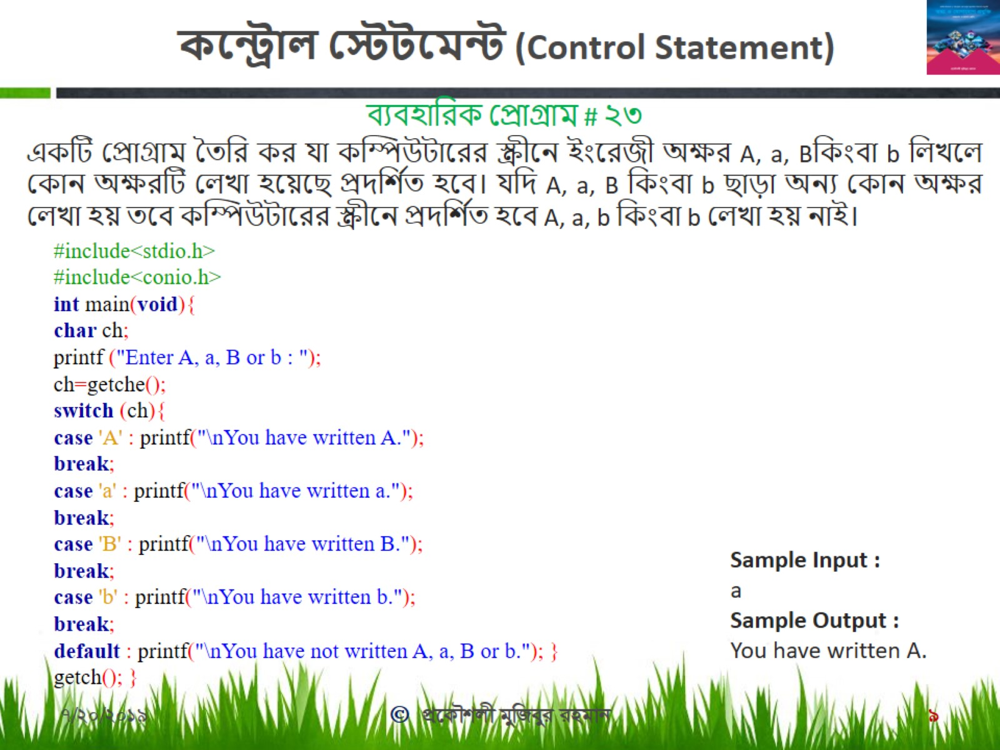 কন্ট্রোল স্টেটমেন্ট (Control Statement)
ব্যবহারিক প্রোগ্রাম # ২৩
একটি প্রোগ্রাম তৈরি কর যা কম্পিউটারের স্ক্রীনে ইংরেজী অক্ষর A, a, Bকিংবা b লিখলে
কোন অক্ষরটি লেখা হয়েছে প্রদর্শিত হবে। যদি A, a, B কিংবা b ছাড়া অন্য কোন অক্ষর
লেখা হয় তবে কম্পিউটারের স্ক্রীনে প্রদর্শিত হবে A, a, b কিংবা b লেখা হয় নাই।
#include<stdio.h>
#include<conio.h>
int main(void){
char ch;
printf ("Enter A, a, B or b : ");
ch=getche();
switch (ch){
case 'A' : printf("\nYou have written A.");
break;
case 'a' : printf("\nYou have written a.");
break;
case 'B' : printf("\nYou have written B.");
break;
case 'b' : printf("\nYou have written b.");
break;
default : printf("\nYou have not written A, a, B or b."); }
getch(); }
Sample Input :
a
Sample Output :
You have written A.
৭/২০/২০১৯
© প্রকৌশলী মুজিবুর রহমান
৯